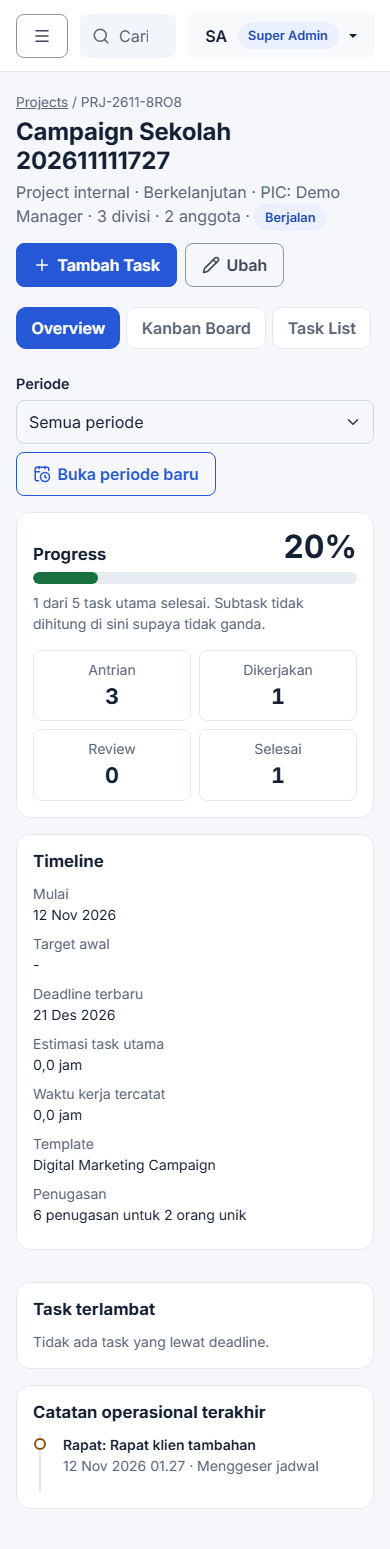 Cari
SA Super Admin
Projects / PRJ-2611-8RO8
Campaign Sekolah
202611111727
Project internal · Berkelanjutan · PIC: Demo
Manager · 3 divisi · 2 anggota · Berjalan
Tambah Task
Ubah
Overview
Kanban Board
Task List
Periode
Semua periode
Buka periode baru
Progress 20%
1 dari 5 task utama selesai. Subtask tidak
dihitung di sini supaya tidak ganda.
Antrian
3
Dikerjakan
1
Review
0
Selesai
1
Timeline
Mulai
12 Nov 2026
Target awal
-
Deadline terbaru
21 Des 2026
Estimasi task utama
0,0 jam
Waktu kerja tercatat
0,0 jam
Template
Digital Marketing Campaign
Penugasan
6 penugasan untuk 2 orang unik
Task terlambat
Tidak ada task yang lewat deadline.
Catatan operasional terakhir
Rapat: Rapat klien tambahan
12 Nov 2026 01.27 · Menggeser jadwal